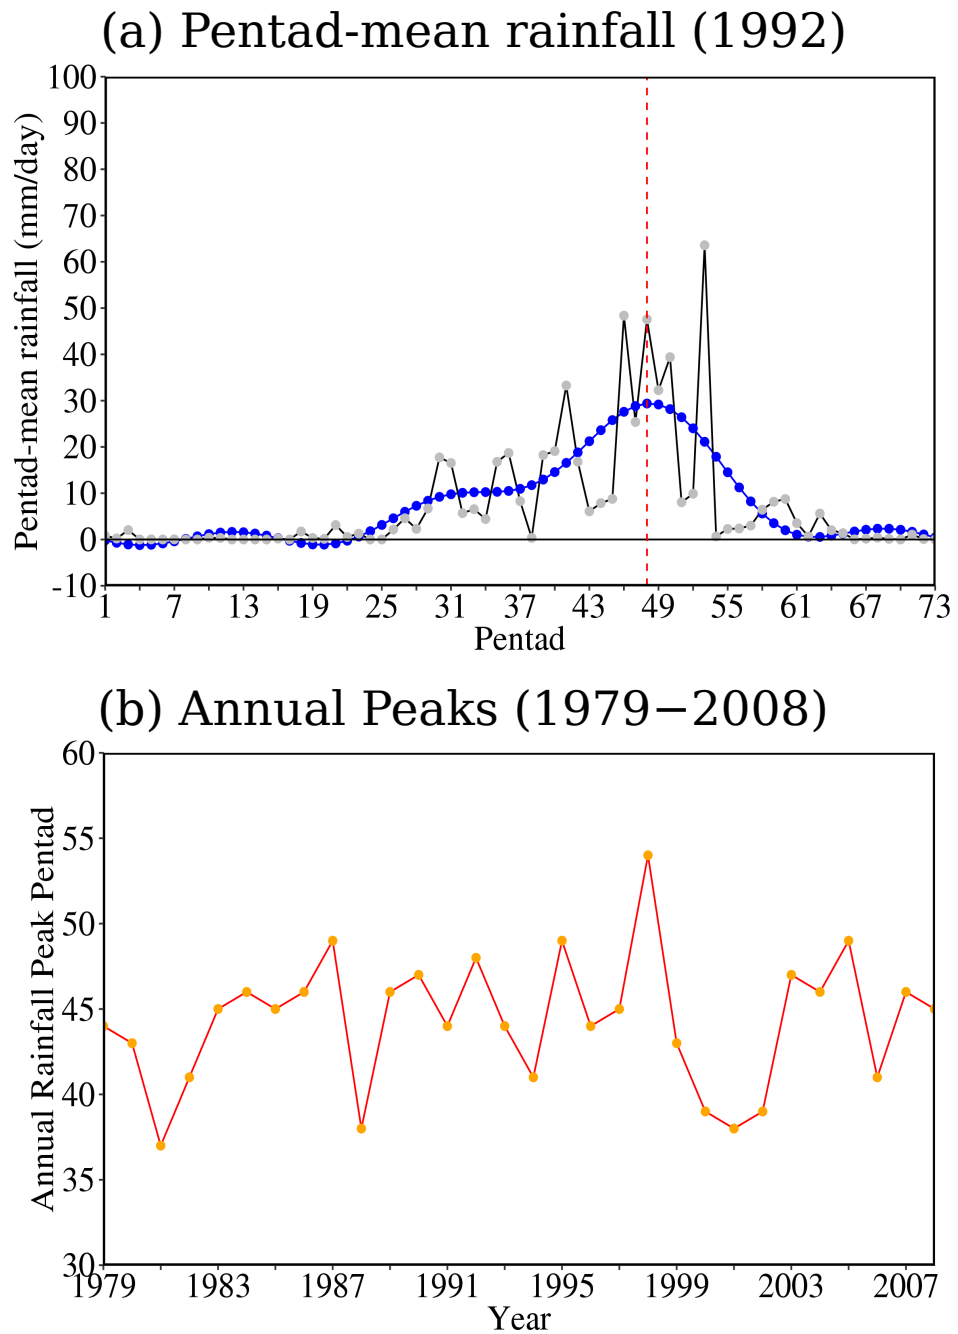 (a) Pentad-mean rainfall (1992)
Pentad-mean rainfall (mm/day)
100
90
80
70
60
50
40
30
20
10
0
-10
1 7 13 19 25 31 37 43 49 55 61 67 73
Pentad
(b) Annual Peaks (1979−2008)
Annual Rainfall Peak Pentad
60
55
50
45
40
35
30
1979 1983 1987 1991 1995 1999 2003 2007
Year